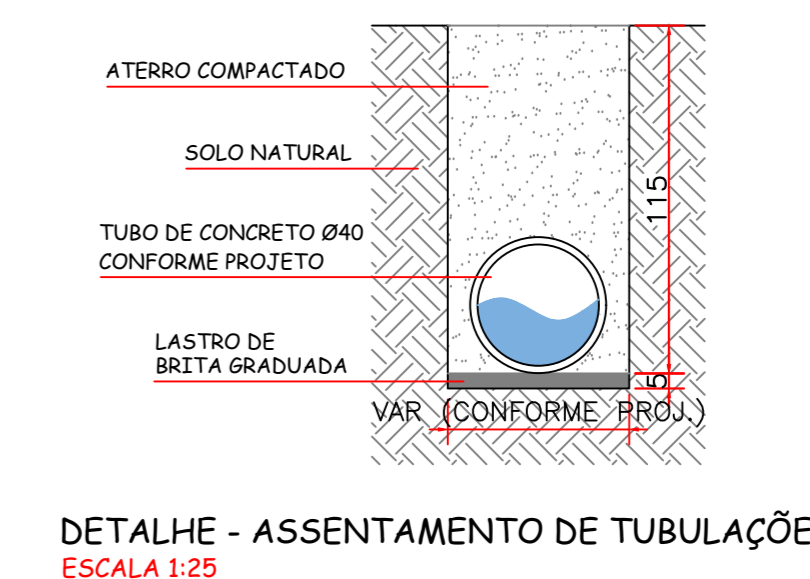 ATERRO COMPACTADO
SOLO NATURAL
TUBO DE CONCRETO Ø40
CONFORME PROJETO
LASTRO DE
BRITA GRADUADA
115
5
VAR (CONFORME PROJ.)
DETALHE - ASSENTAMENTO DE TUBULAÇÕE
ESCALA 1:25